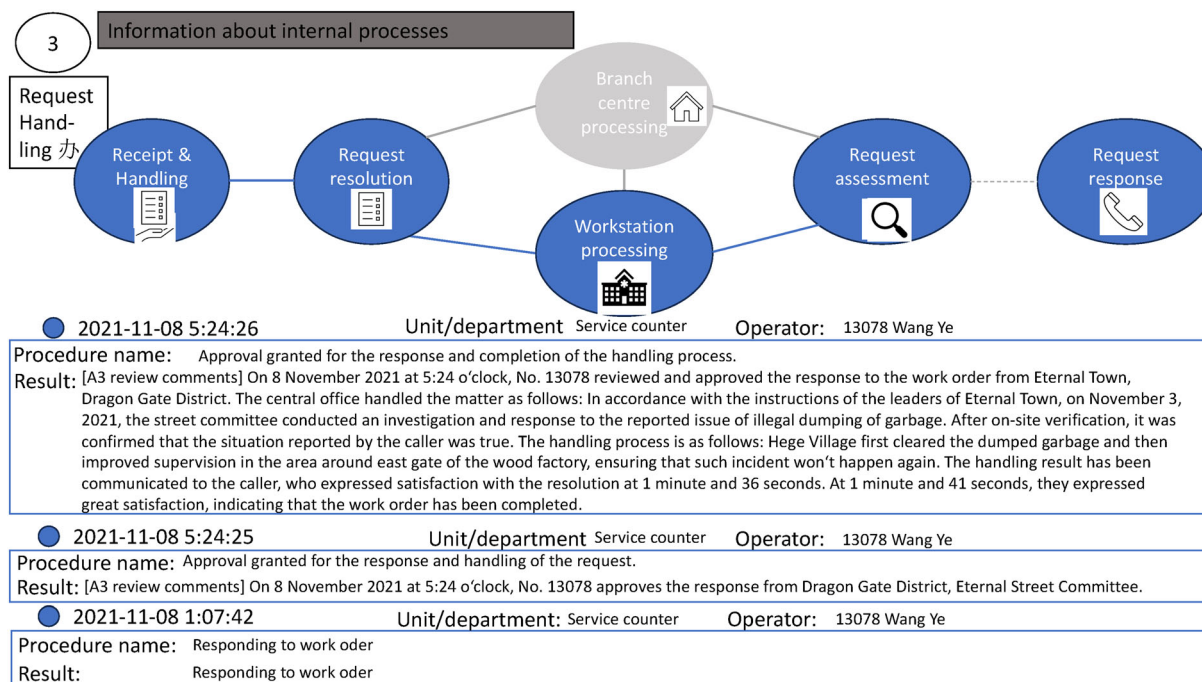 3
Information about internal processes
Request
Hand-
ling 办
Receipt &
Handling
Request
resolution
Branch
centre
processing
Workstation
processing
Request
assessment
Request
response
2021-11-08 5:24:26 Unit/department Service counter Operator: 13078 Wang Ye
Procedure name: Approval granted for the response and completion of the handling process.
Result: [A3 review comments] On 8 November 2021 at 5:24 o‘clock, No. 13078 reviewed and approved the response to the work order from Eternal Town,
Dragon Gate District. The central office handled the matter as follows: In accordance with the instructions of the leaders of Eternal Town, on November 3,
2021, the street committee conducted an investigation and response to the reported issue of illegal dumping of garbage. After on-site verification, it was
confirmed that the situation reported by the caller was true. The handling process is as follows: Hege Village first cleared the dumped garbage and then
improved supervision in the area around east gate of the wood factory, ensuring that such incident won‘t happen again. The handling result has been
communicated to the caller, who expressed satisfaction with the resolution at 1 minute and 36 seconds. At 1 minute and 41 seconds, they expressed
great satisfaction, indicating that the work order has been completed.
2021-11-08 5:24:25 Unit/department Service counter Operator: 13078 Wang Ye
Procedure name: Approval granted for the response and handling of the request.
Result: [A3 review comments] On 8 November 2021 at 5:24 o‘clock, No. 13078 approves the response from Dragon Gate District, Eternal Street Committee.
2021-11-08 1:07:42 Unit/department: Service counter Operator: 13078 Wang Ye
Procedure name: Responding to work oder
Result: Responding to work oder